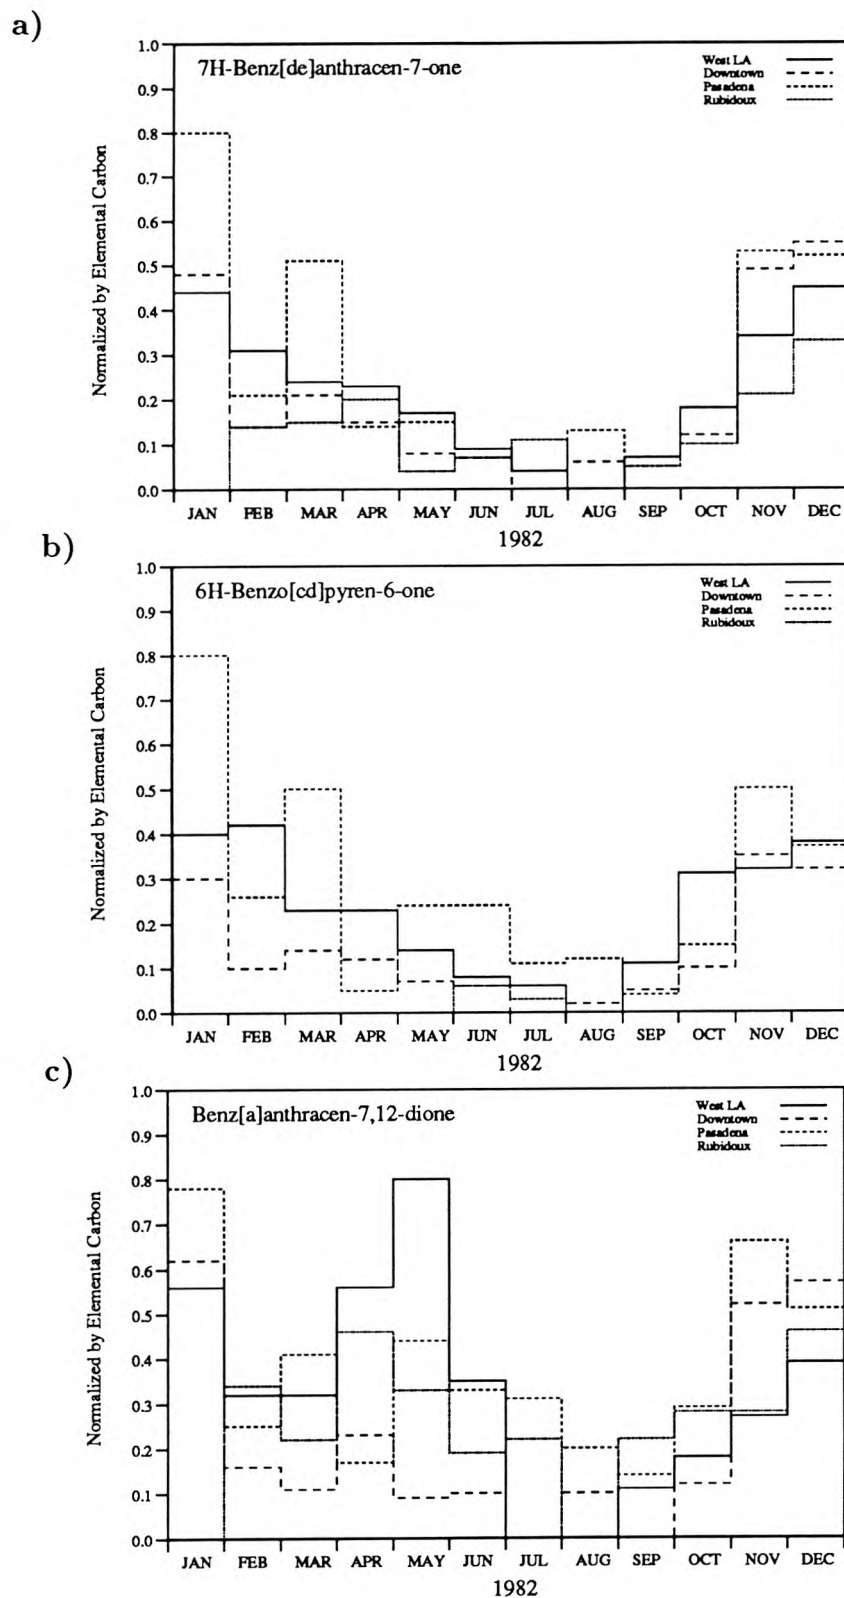 a)
1.0
0.9
0.8
0.7
0.6
0.5
0.4
0.3
0.2
0.1
0.0
Normalized by Elemental Carbon
7H-Benz[de]anthracen-7-one
West LA
Downtown
Pasadena
Rubidoux
JAN FEB MAR APR MAY JUN JUL AUG SEP OCT NOV DEC
1982
b)
1.0
0.9
0.8
0.7
0.6
0.5
0.4
0.3
0.2
0.1
0.0
Normalized by Elemental Carbon
6H-Benzo[cd]pyren-6-one
West LA
Downtown
Pasadena
Rubidoux
JAN FEB MAR APR MAY JUN JUL AUG SEP OCT NOV DEC
1982
c)
1.0
0.9
0.8
0.7
0.6
0.5
0.4
0.3
0.2
0.1
0.0
Normalized by Elemental Carbon
Benz[a]anthracen-7,12-dione
West LA
Downtown
Pasadena
Rubidoux
JAN FEB MAR APR MAY JUN JUL AUG SEP OCT NOV DEC
1982